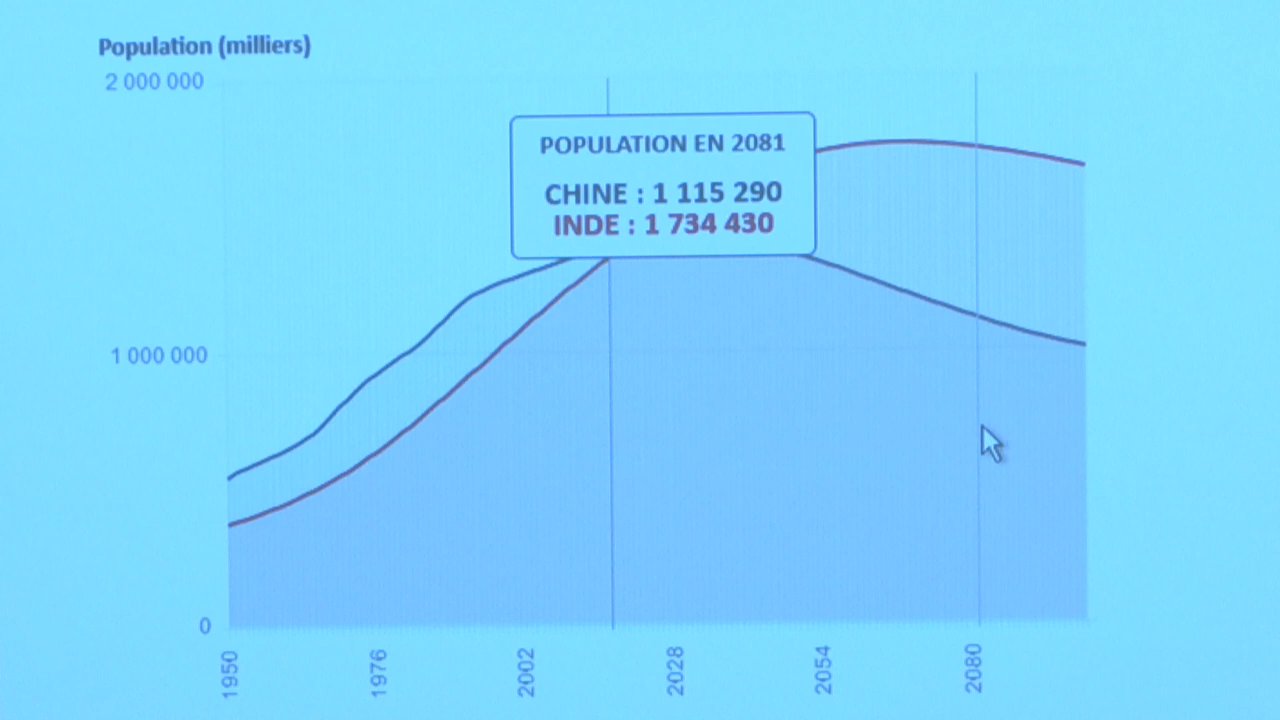 Population (milliers)
2 000 000
POPULATION EN 2081
CHINE : 1 115 290
INDE : 1 734 430
1 000 000
0
1950
1976
2002
2028
2054
2080